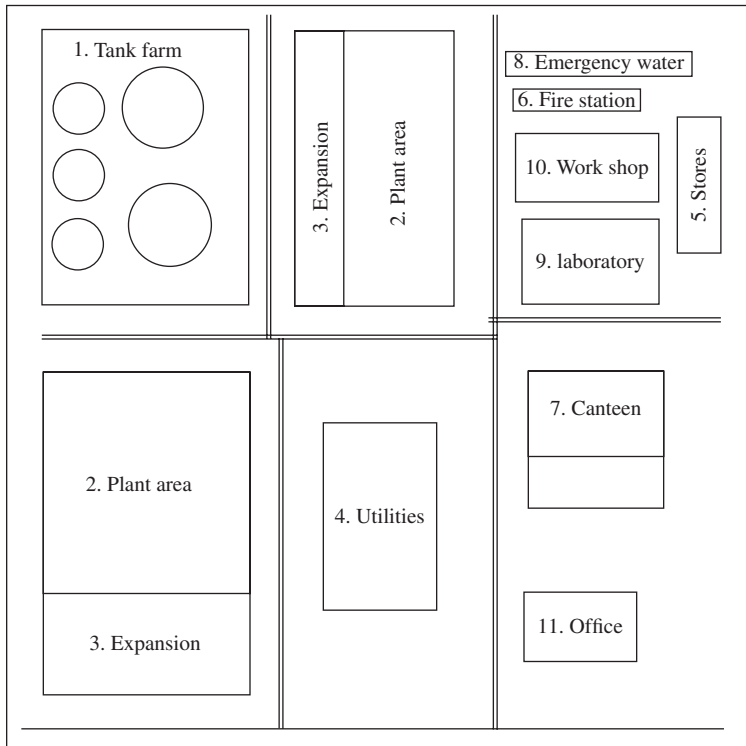 1. Tank farm
3. Expansion
2. Plant area
8. Emergency water
6. Fire station
10. Work shop
5. Stores
9. laboratory
2. Plant area
3. Expansion
4. Utilities
7. Canteen
11. Office